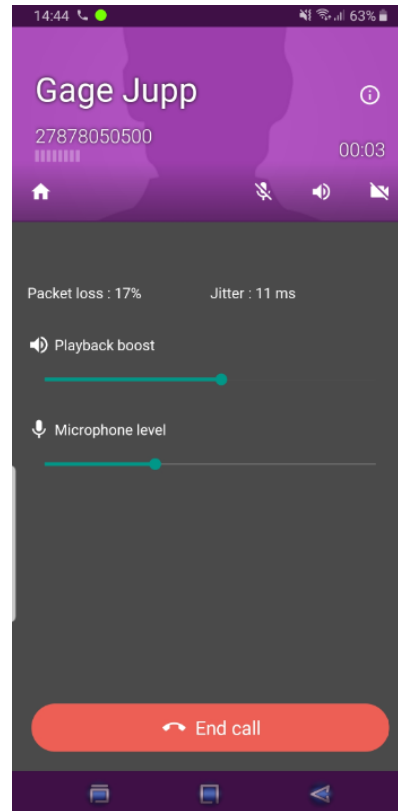 14:44 63%
Gage Jupp
27878050500
00:03
Packet loss : 17% Jitter : 11 ms
Playback boost
Microphone level
End call